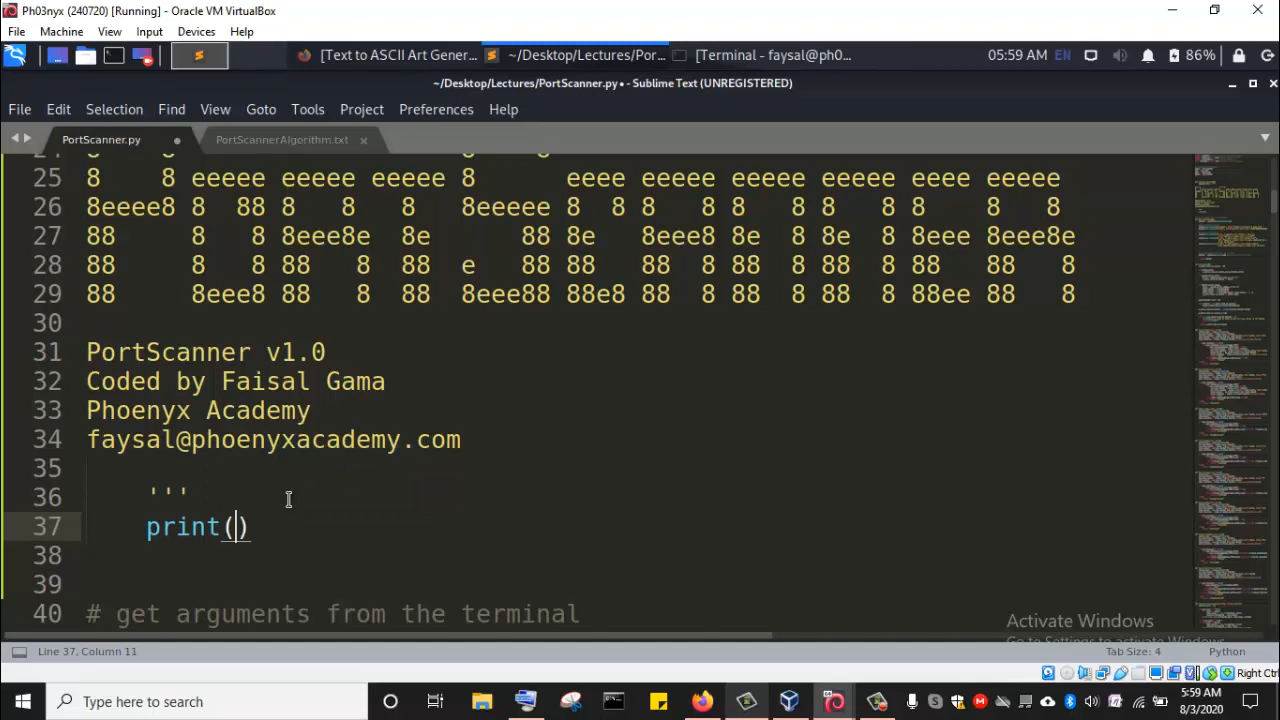 Ph03nyx (240720) [Running] - Oracle VM VirtualBox
File Machine View Input Devices Help
[Text to ASCII Art Gener... ~/Desktop/Lectures/Por... [Terminal - faysal@ph0... 05:59 AM EN 86%
~/Desktop/Lectures/PortScanner.py • - Sublime Text (UNREGISTERED)
File Edit Selection Find View Goto Tools Project Preferences Help
PortScanner.py PortScannerAlgorithm.txt
25 8    8 eeeee eeeee eeeee 8      eeee eeeee eeeee eeeee eeee eeeee
26 8eeee8 8  88 8   8   8   8eeeee 8  8 8   8 8   8 8   8 8    8   8
27 88     8   8 8eee8e  8e      88 8e   8eee8 8e  8 8e  8 8eee 8eee8e
28 88     8   8 88   8  88  e   88 88   88  8 88  8 88  8 88   88   8
29 88     8eee8 88   8  88  8eee88 88e8 88  8 88  8 88  8 88ee 88   8
30
31 PortScanner v1.0
32 Coded by Faisal Gama
33 Phoenyx Academy
34 faysal@phoenyxacademy.com
35
36 '''
37 print()
38
39
40 # get arguments from the terminal
Activate Windows
Go to Settings to activate Windows.
Line 37, Column 11 Tab Size: 4 Python
Right Ctrl
Type here to search
5:59 AM
8/3/2020